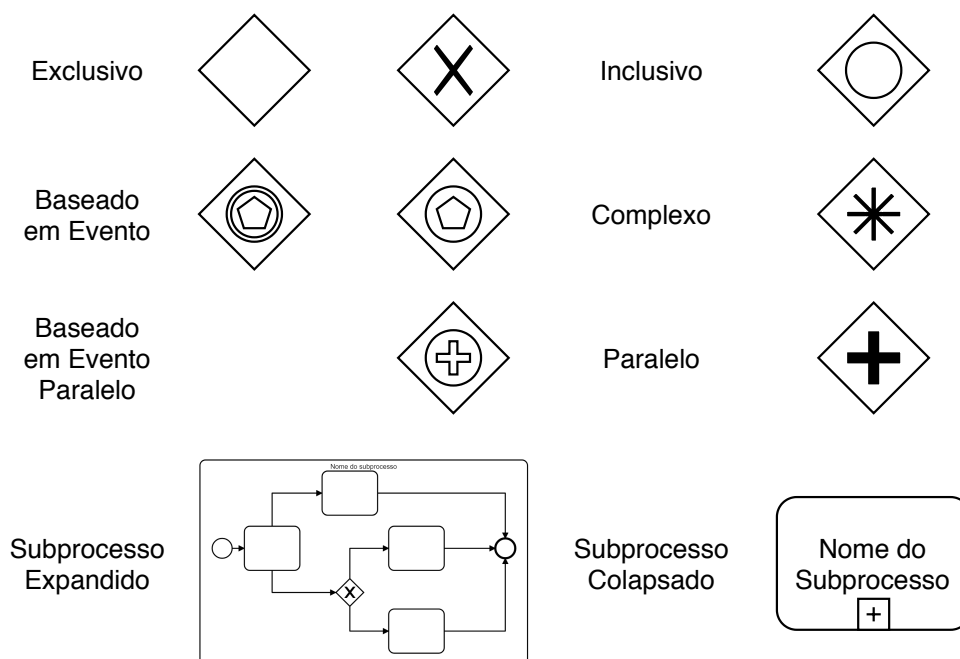 Exclusivo
Inclusivo
Baseado
em Evento
Complexo
Baseado
em Evento
Paralelo
Paralelo
Nome do subprocesso
Subprocesso
Expandido
X
Subprocesso
Colapsado
Nome do
Subprocesso
+